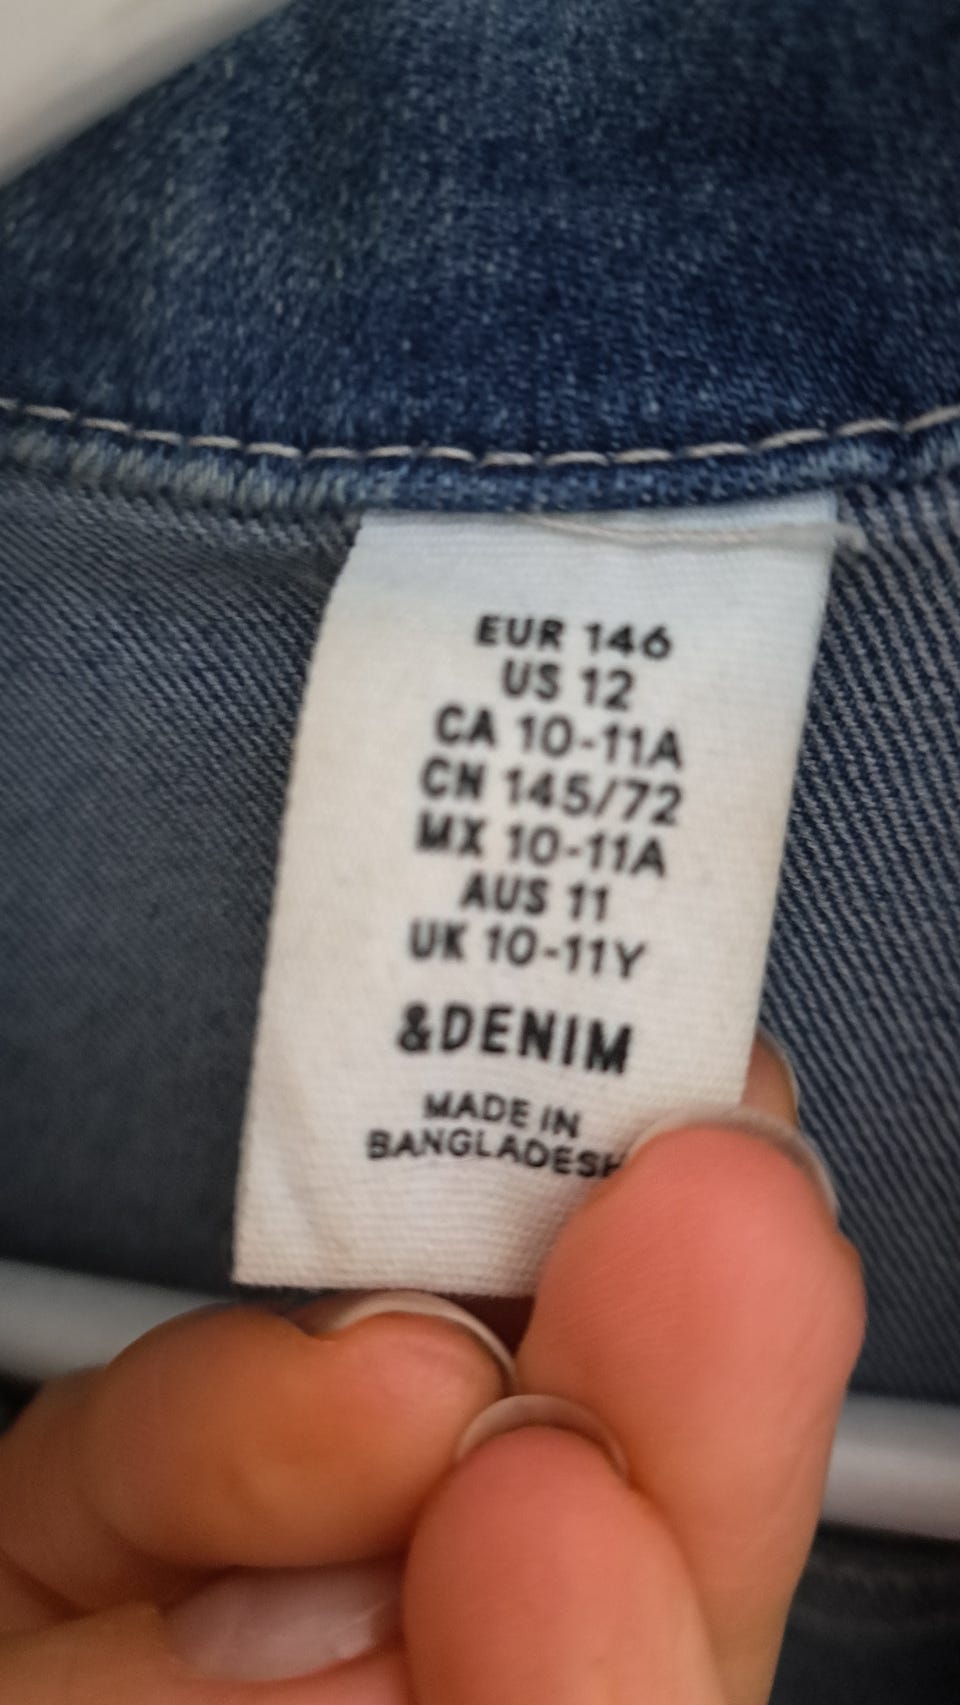 EUR 146
US 12
CA 10-11A
CN 145/72
MX 10-11A
AUS 11
UK 10-11Y
&DENIM
MADE IN
BANGLADESH